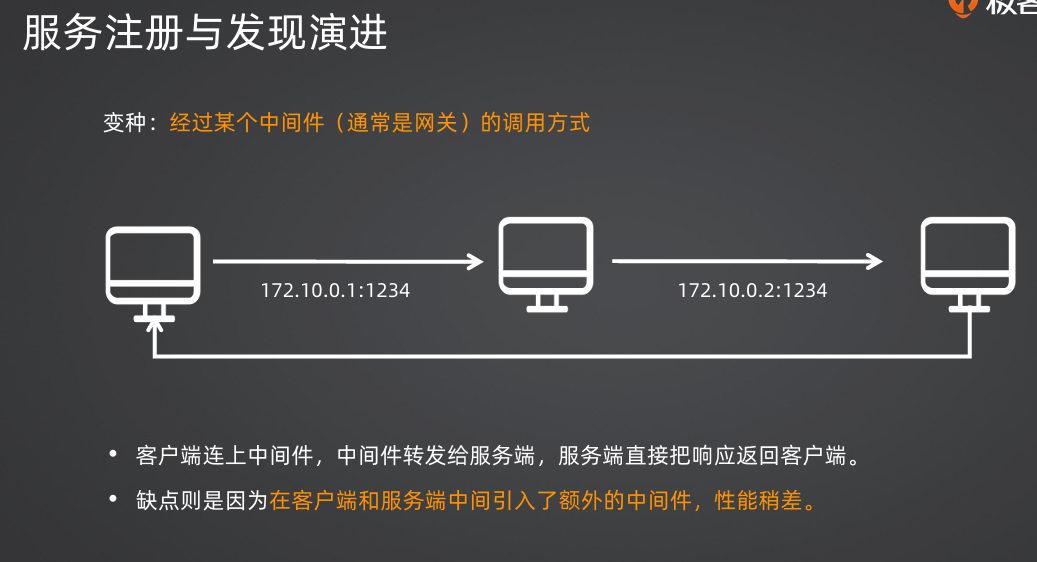 极客
服务注册与发现演进
变种：经过某个中间件（通常是网关）的调用方式
172.10.0.1:1234
172.10.0.2:1234
• 客户端连上中间件，中间件转发给服务端，服务端直接把响应返回客户端。
• 缺点则是因为在客户端和服务端中间引入了额外的中间件，性能稍差。